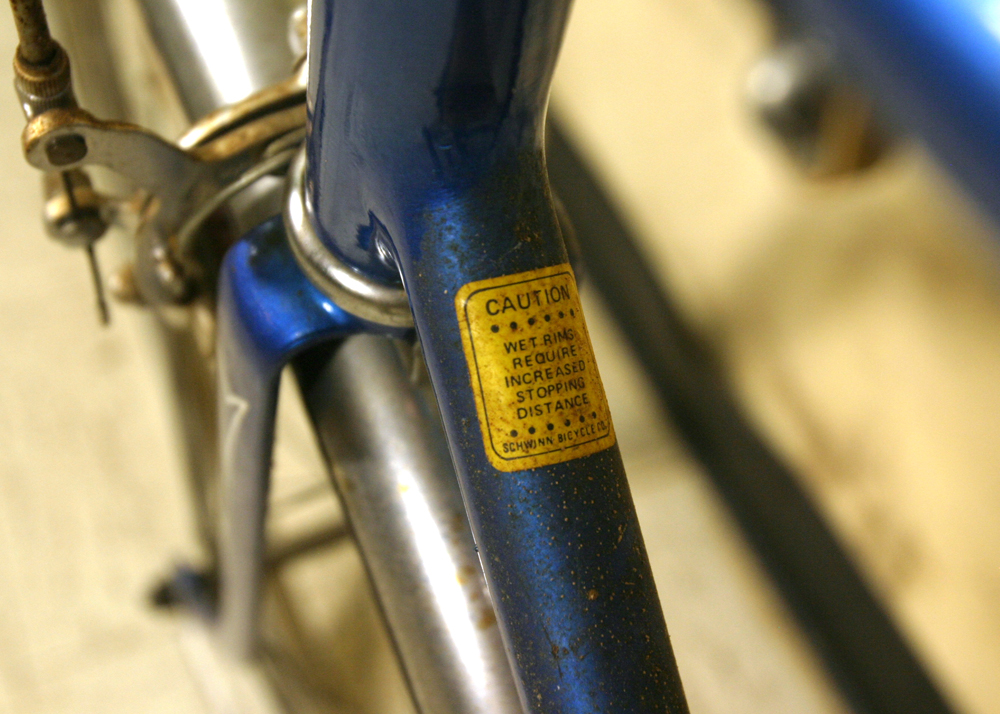 CAUTION
WET RIMS
REQUIRE
INCREASED
STOPPING
DISTANCE
SCHWINN BICYCLE CO.